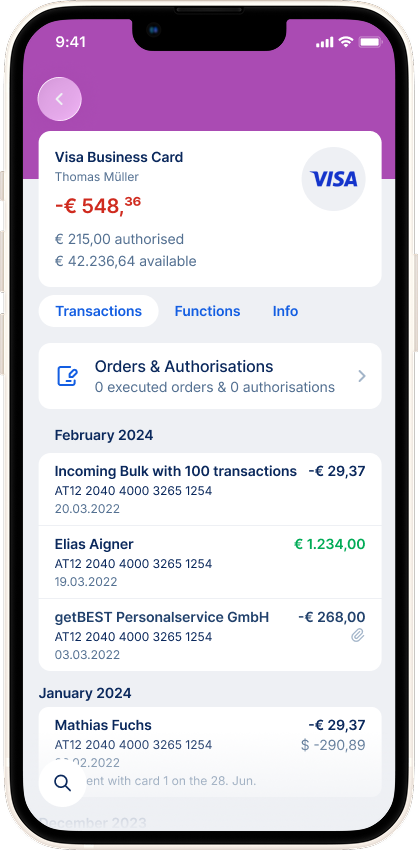 9:41
Visa Business Card
Thomas Müller
VISA
-€ 548,36
€ 215,00 authorised
€ 42.236,64 available
Transactions Functions Info
Orders & Authorisations
0 executed orders & 0 authorisations
February 2024
Incoming Bulk with 100 transactions -€ 29,37
AT12 2040 4000 3265 1254
20.03.2022
Elias Aigner € 1.234,00
AT12 2040 4000 3265 1254
19.03.2022
getBEST Personalservice GmbH -€ 268,00
AT12 2040 4000 3265 1254
03.03.2022
January 2024
Mathias Fuchs -€ 29,37
AT12 2040 4000 3265 1254 $ -290,89
.02.2022
with card 1 on the 28. Jun.
December 2023